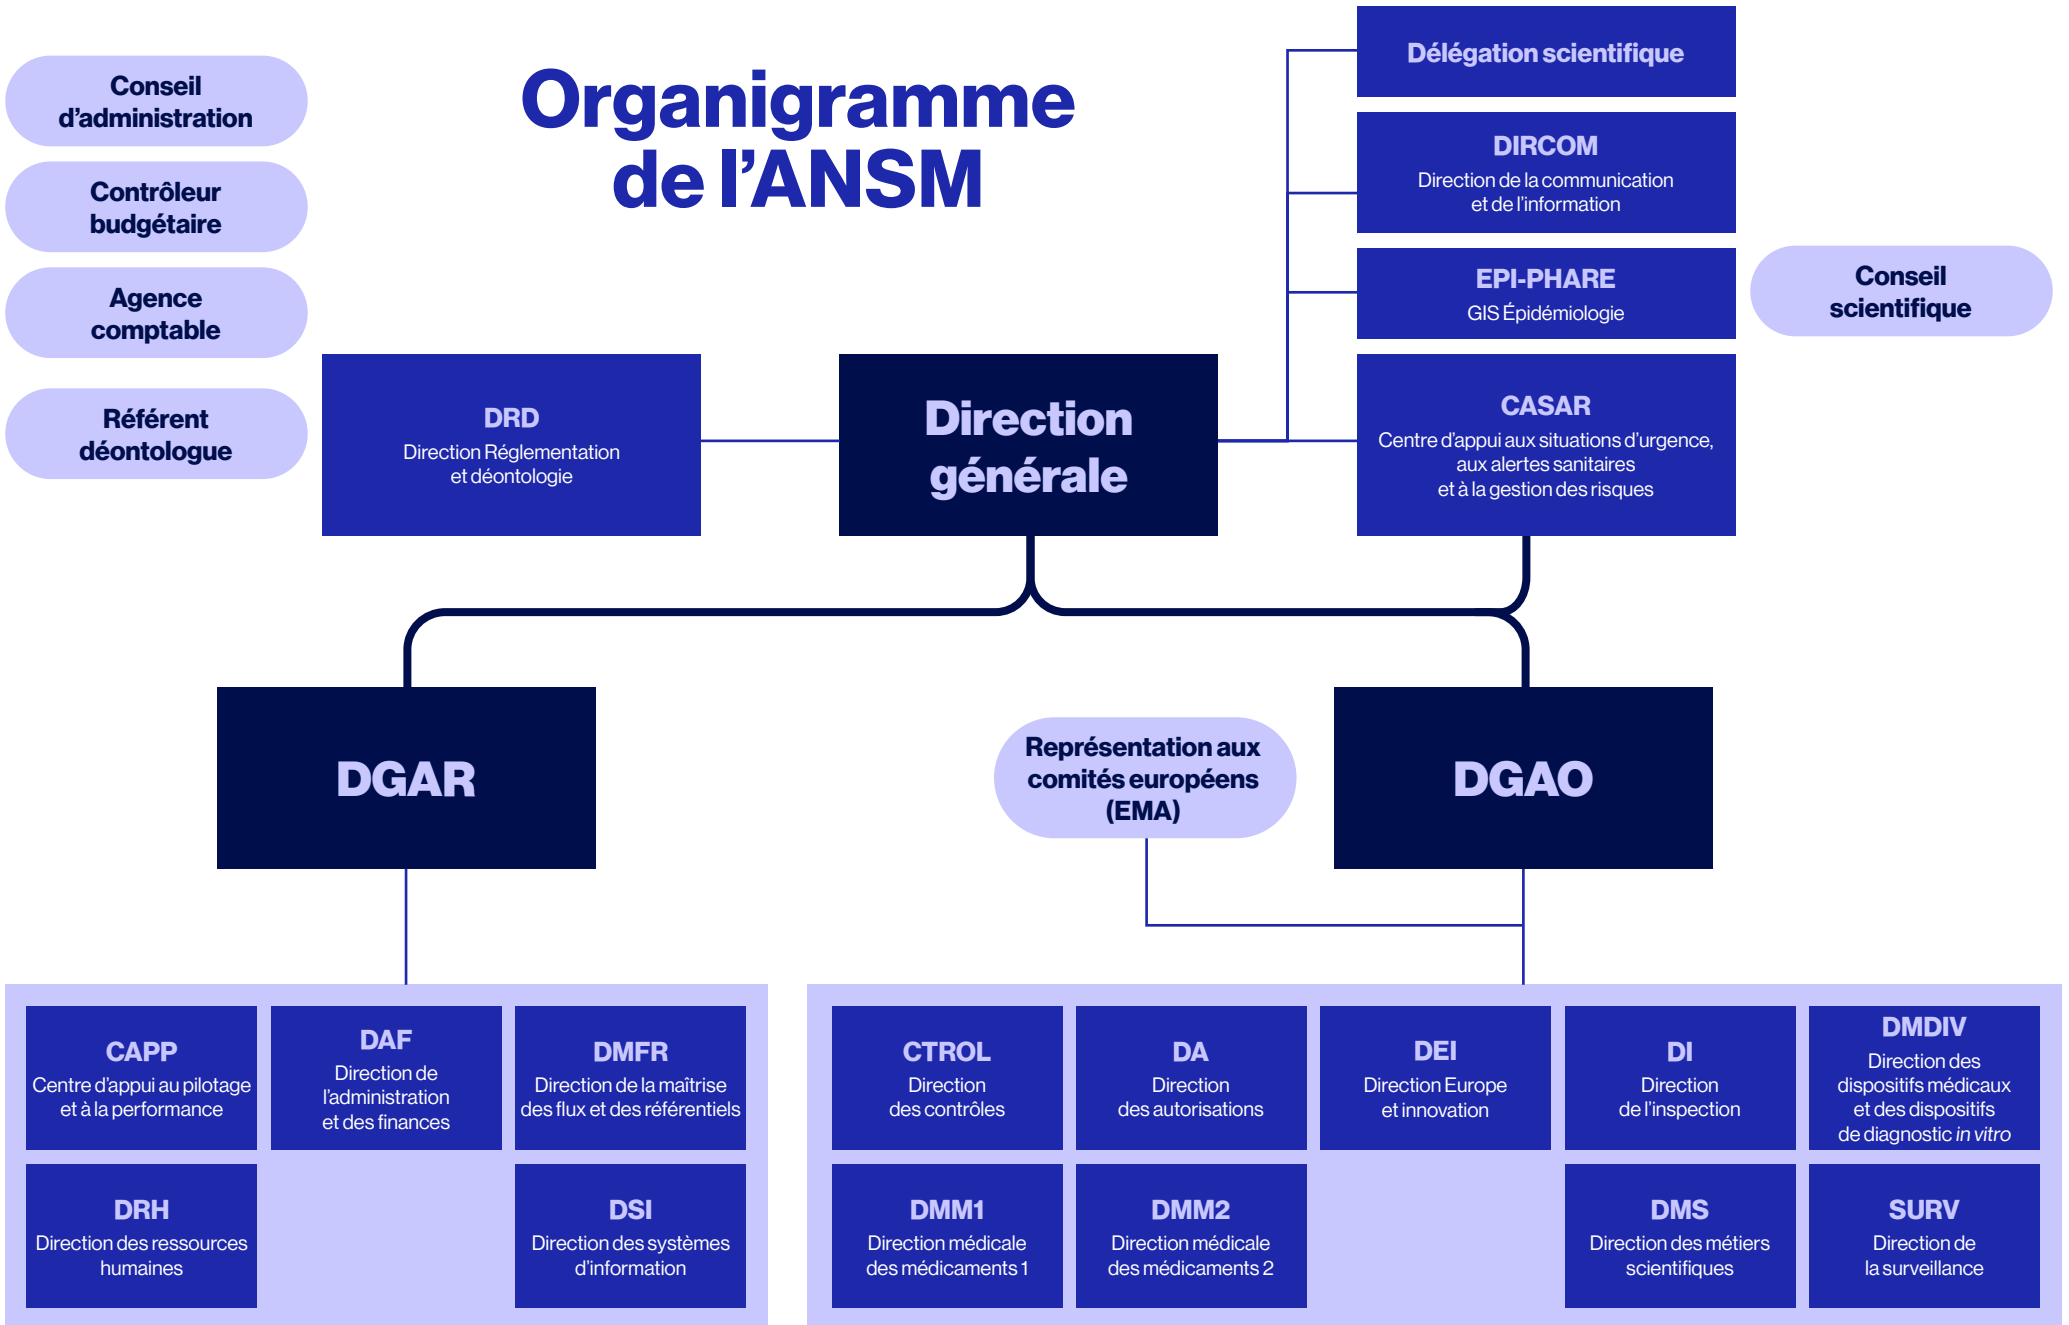 Organigramme
de l’ANSM
Conseil
d’administration
Contrôleur
budgétaire
Agence
comptable
Référent
déontologue
Délégation scientifique
DIRCOM
Direction de la communication
et de l’information
EPI-PHARE
GIS Épidémiologie
Conseil
scientifique
DRD
Direction Réglementation
et déontologie
Direction
générale
CASAR
Centre d’appui aux situations d’urgence,
aux alertes sanitaires
et à la gestion des risques
DGAR
Représentation aux
comités européens
(EMA)
DGAO
CAPP
Centre d’appui au pilotage
et à la performance
DAF
Direction de
l’administration
et des finances
DMFR
Direction de la maîtrise
des flux et des référentiels
DRH
Direction des ressources
humaines
DSI
Direction des systèmes
d’information
CTROL
Direction
des contrôles
DA
Direction
des autorisations
DEI
Direction Europe
et innovation
DI
Direction
de l’inspection
DMDIV
Direction des
dispositifs médicaux
et des dispositifs
de diagnostic in vitro
DMM1
Direction médicale
des médicaments 1
DMM2
Direction médicale
des médicaments 2
DMS
Direction des métiers
scientifiques
SURV
Direction de
la surveillance